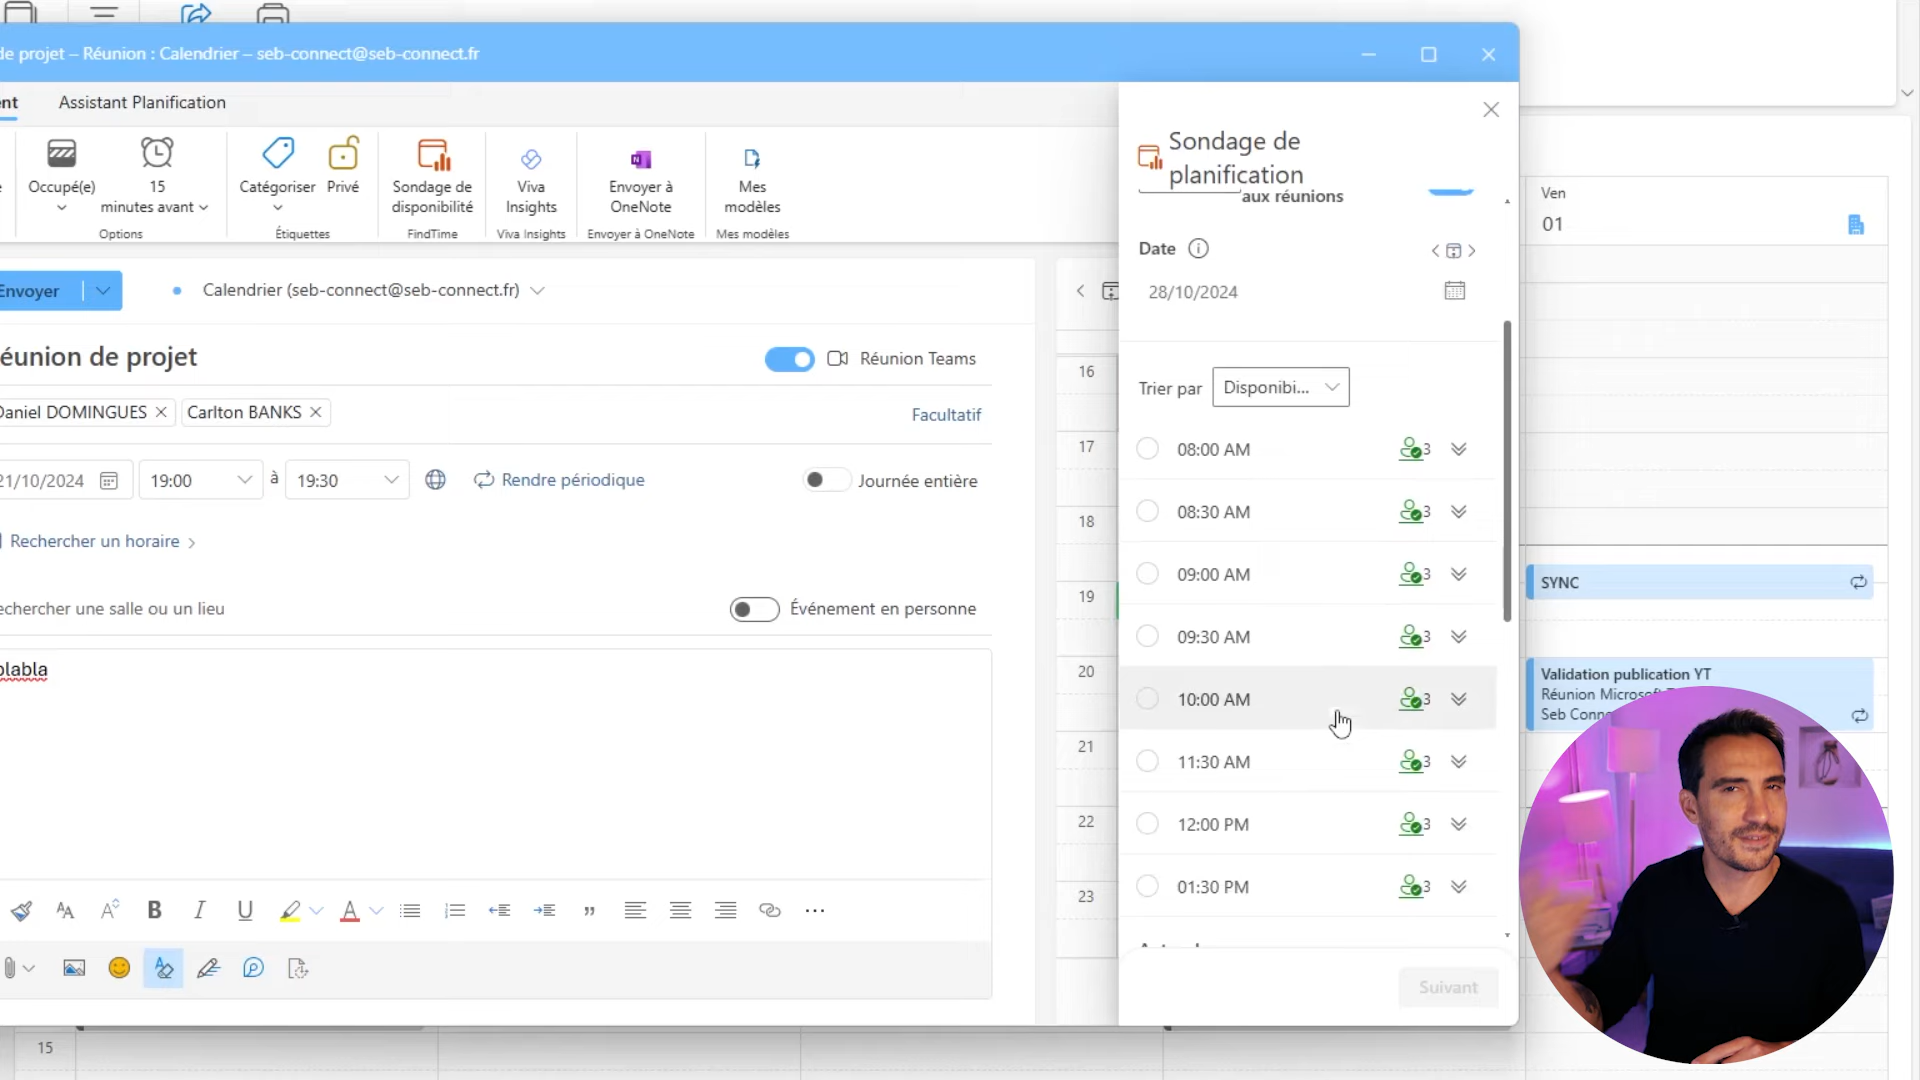 de projet – Réunion : Calendrier – seb-connect@seb-connect.fr
nt
Assistant Planification
Occupé(e)
15
minutes avant
Options
Catégoriser
Privé
Étiquettes
Sondage de
disponibilité
FindTime
Viva
Insights
Viva Insights
Envoyer à
OneNote
Envoyer à OneNote
Mes
modèles
Mes modèles
Envoyer
Calendrier (seb-connect@seb-connect.fr)
éunion de projet
Réunion Teams
Daniel DOMINGUES
Carlton BANKS
Facultatif
21/10/2024
19:00
à
19:30
Rendre périodique
Journée entière
Rechercher un horaire
echercher une salle ou un lieu
Événement en personne
blabla
15
16
17
18
19
20
21
22
23
Sondage de
planification
aux réunions
Date
28/10/2024
Trier par
Disponibi...
08:00 AM 3
08:30 AM 3
09:00 AM 3
09:30 AM 3
10:00 AM 3
11:30 AM 3
12:00 PM 3
01:30 PM 3
Suivant
Ven
01
SYNC
Validation publication YT
Réunion Microsof
Seb Conn